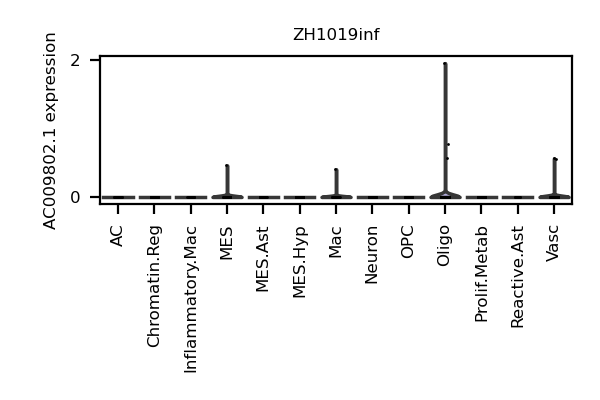 ZH1019inf
AC009802.1 expression
2
0
AC
Chromatin.Reg
Inflammatory.Mac
MES
MES.Ast
MES.Hyp
Mac
Neuron
OPC
Oligo
Prolif.Metab
Reactive.Ast
Vasc